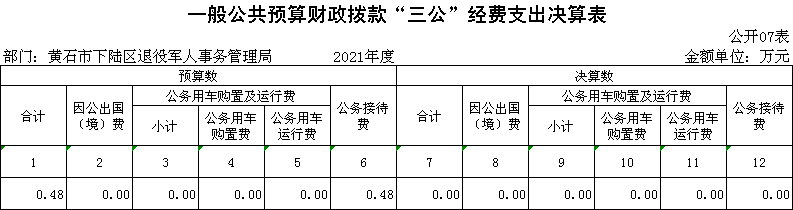 一般公共预算财政拨款“三公”经费支出决算表
公开07表
部门：黄石市下陆区退役军人事务管理局 2021年度 金额单位：万元
预算数 决算数
合计 因公出国（境）费 公务用车购置及运行费 公务接待费 合计 因公出国（境）费 公务用车购置及运行费 公务接待费
小计 公务用车购置费 公务用车运行费 小计 公务用车购置费 公务用车运行费
1 2 3 4 5 6 7 8 9 10 11 12
0.48 0.00 0.00 0.00 0.00 0.48 0.00 0.00 0.00 0.00 0.00 0.00